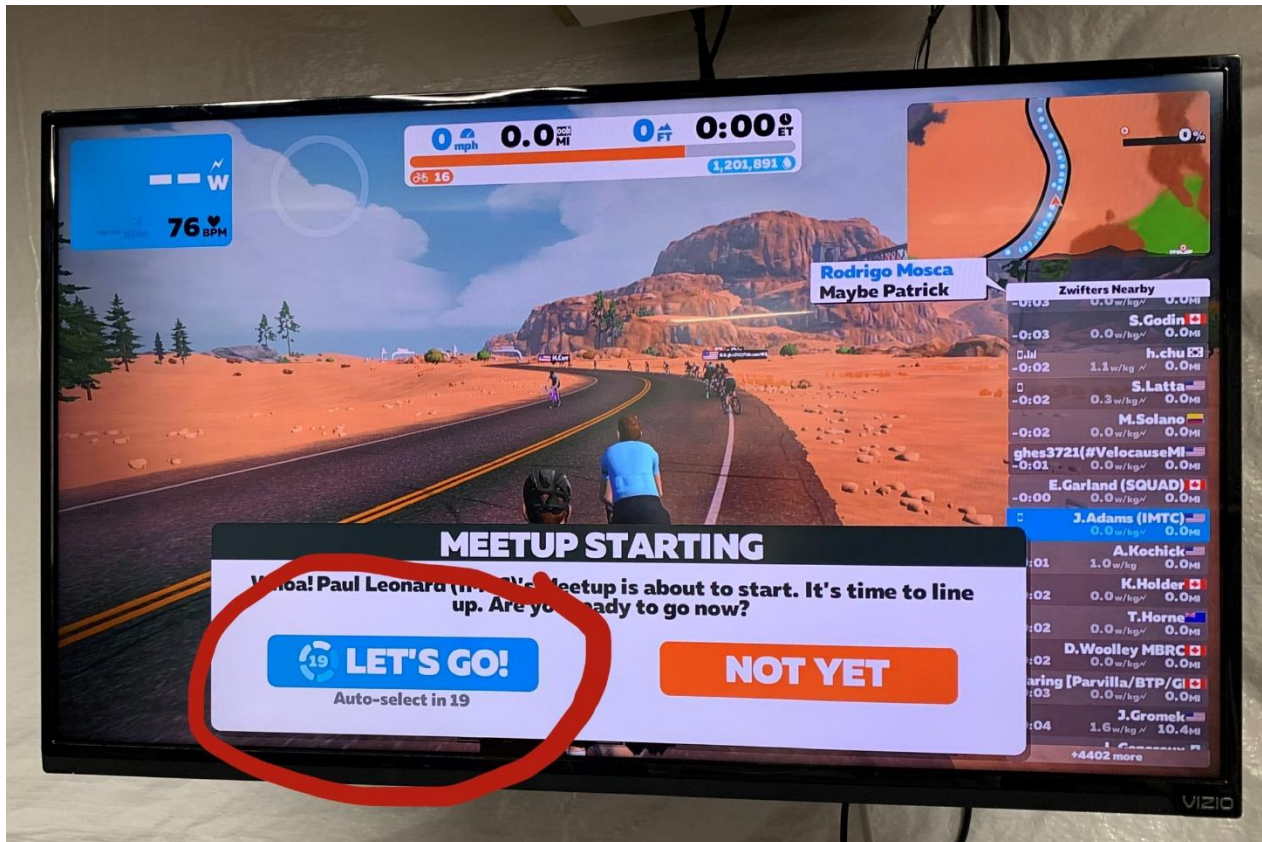 -- W
76 BPM
0 mph 0.0 MI 0 FT 0:00 ET
16
1,201,891
0%
Rodrigo Mosca
Maybe Patrick
Zwifters Nearby
-0:03 0.0w/kg 0.0MI
S.Godin
-0:03 0.0w/kg 0.0MI
h.chu
-0:02 1.1w/kg 0.0MI
S.Latta
-0:02 0.3w/kg 0.0MI
M.Solano
-0:02 0.0w/kg 0.0MI
ghes3721(#VelocauseMI
-0:01 0.0w/kg 0.0MI
E.Garland (SQUAD)
-0:00 0.0w/kg 0.0MI
J.Adams (IMTC)
0.0w/kg 0.0MI
A.Kochick
:01 1.0w/kg 0.0MI
K.Holder
:02 0.0w/kg 0.0MI
T.Horne
:02 0.0w/kg 0.0MI
D.Woolley MBRC
:02 0.0w/kg 0.0MI
aring [Parvilla/BTP/G
:03 0.0w/kg 0.0MI
J.Gromek
:04 1.6w/kg 10.4MI
+4402 more
MEETUP STARTING
Paul Leonard Meetup is about to start. It's time to line
up. Are ready to go now?
19 LET'S GO!
Auto-select in 19
NOT YET
VIZIO